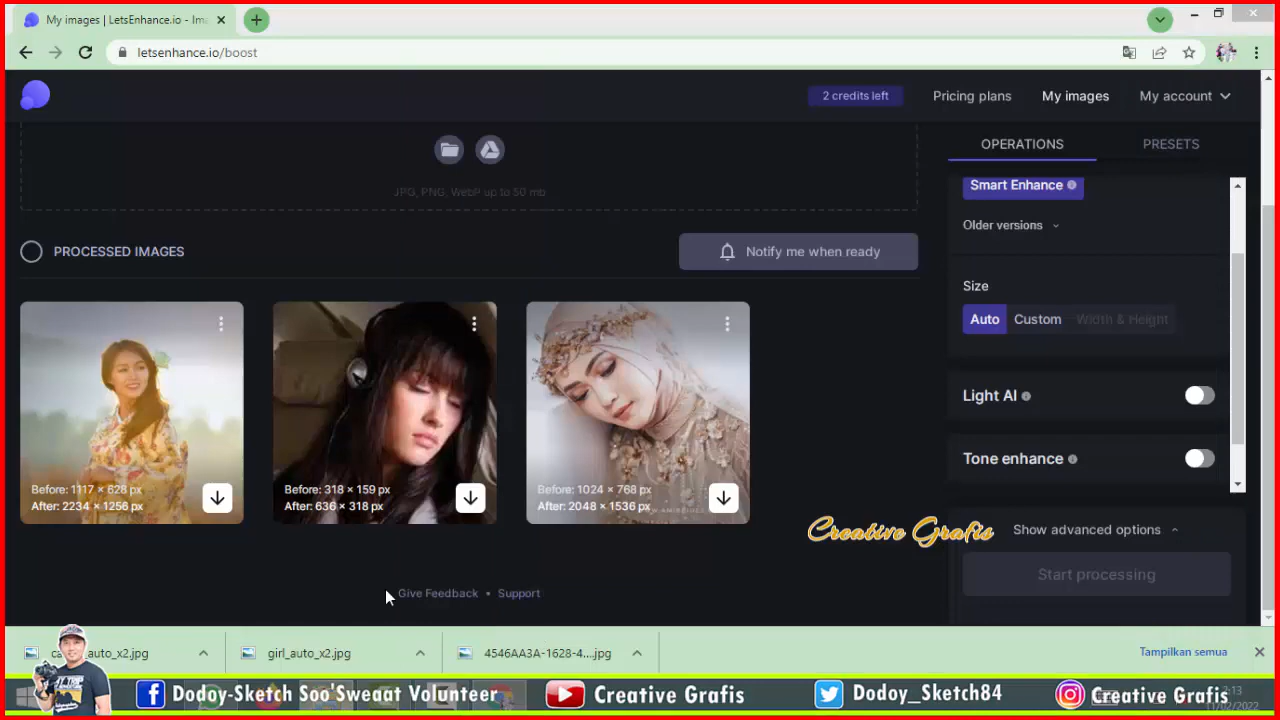 My images | LetsEnhance.io - Ima
letsenhance.io/boost
2 credits left
Pricing plans
My images
My account
JPG, PNG, WebP up to 50 mb
OPERATIONS
PRESETS
Smart Enhance
Older versions
PROCESSED IMAGES
Notify me when ready
Size
Auto
Custom
Width & Height
Light AI
Tone enhance
Before: 1117 × 628 px
After: 2234 × 1256 px
Before: 318 × 159 px
After: 636 × 318 px
Before: 1024 × 768 px
After: 2048 × 1536 px
Creative Grafis
Show advanced options
Start processing
Give Feedback • Support
auto_x2.jpg
girl_auto_x2.jpg
4546AA3A-1628-4....jpg
Tampilkan semua
Dodoy-Sketch Soo'Sweaat Volunteer
Creative Grafis
Dodoy_Sketch84
Creative Grafis
11/02/2022